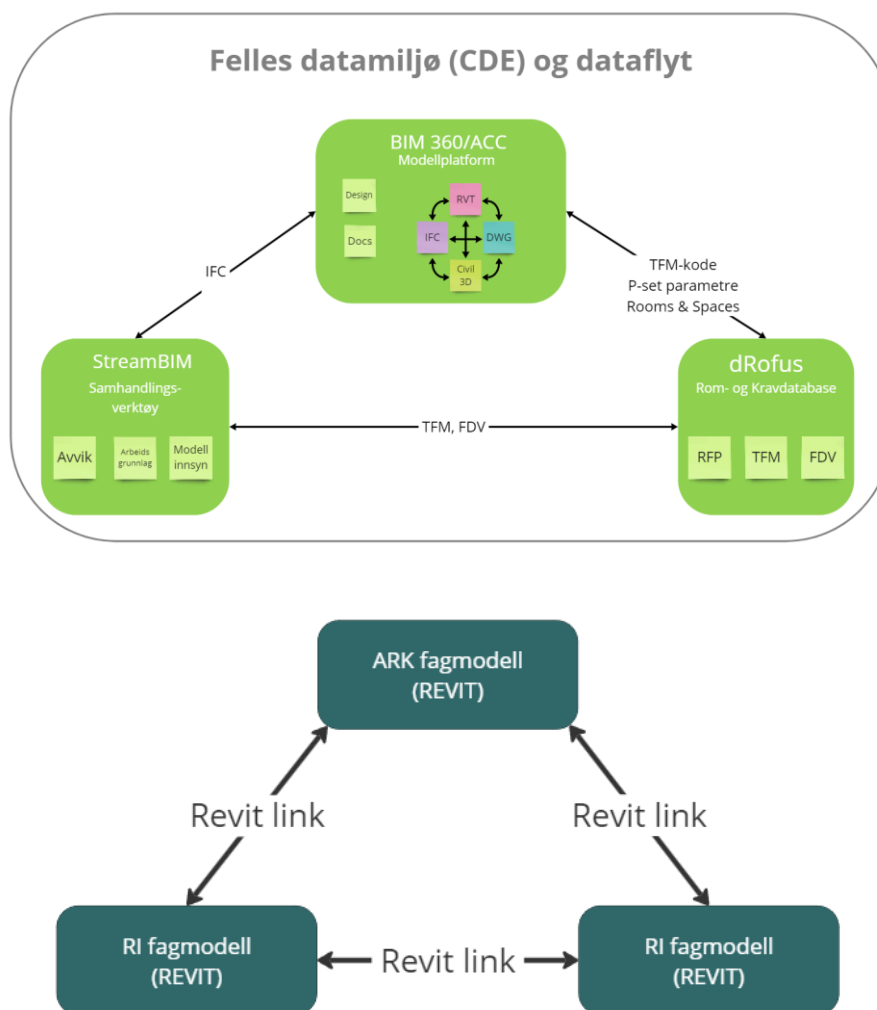 Felles datamiljø (CDE) og dataflyt
BIM 360/ACC
Modellplatform
Design
Docs
RVT
IFC
DWG
Civil
3D
IFC
TFM-kode
P-set parametre
Rooms & Spaces
StreamBIM
Samhandlings-
verktøy
Avvik
Arbeids
grunnlag
Modell
innsyn
TFM, FDV
dRofus
Rom- og Kravdatabase
RFP
TFM
FDV
ARK fagmodell
(REVIT)
Revit link
Revit link
RI fagmodell
(REVIT)
Revit link
RI fagmodell
(REVIT)